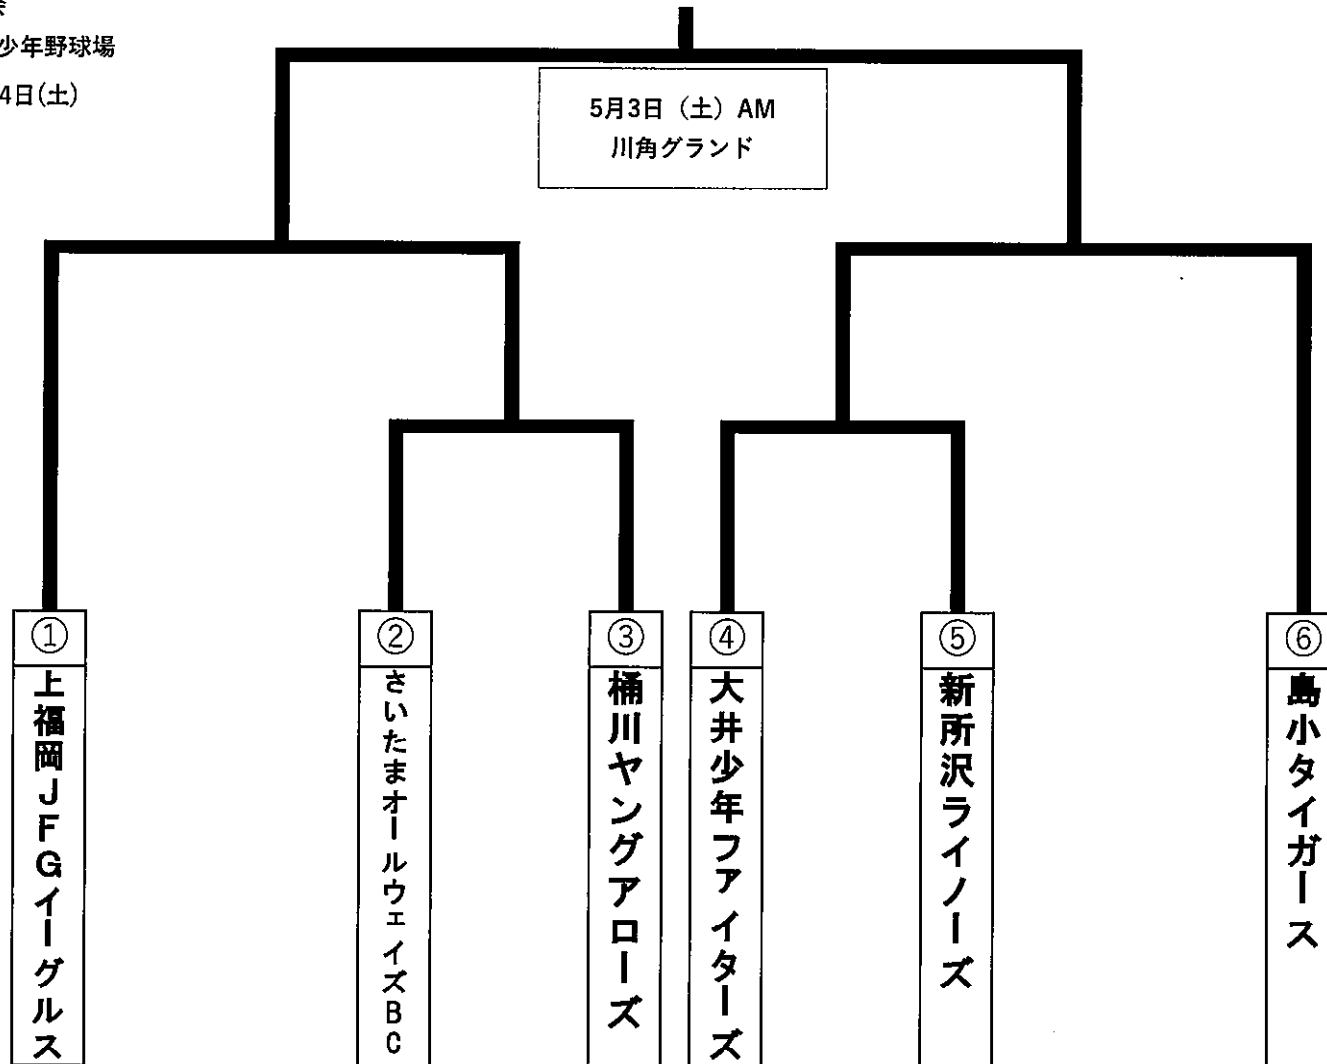 会
少年野球場
4日(土)
5月3日（土）AM
川角グランド
①
上福岡JFGイーグルス
②
さいたまオールウェイズBC
③
桶川ヤングアローズ
④
大井少年ファイターズ
⑤
新所沢ライノーズ
⑥
島小タイガース